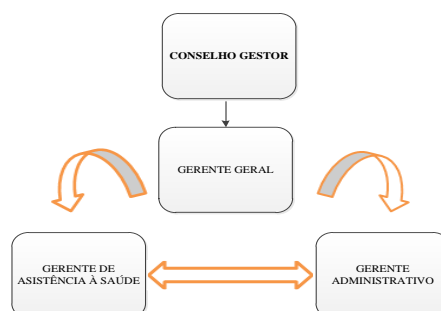 CONSELHO GESTOR
GERENTE GERAL
GERENTE DE
ASISTÊNCIA À SAÚDE
GERENTE
ADMINISTRATIVO